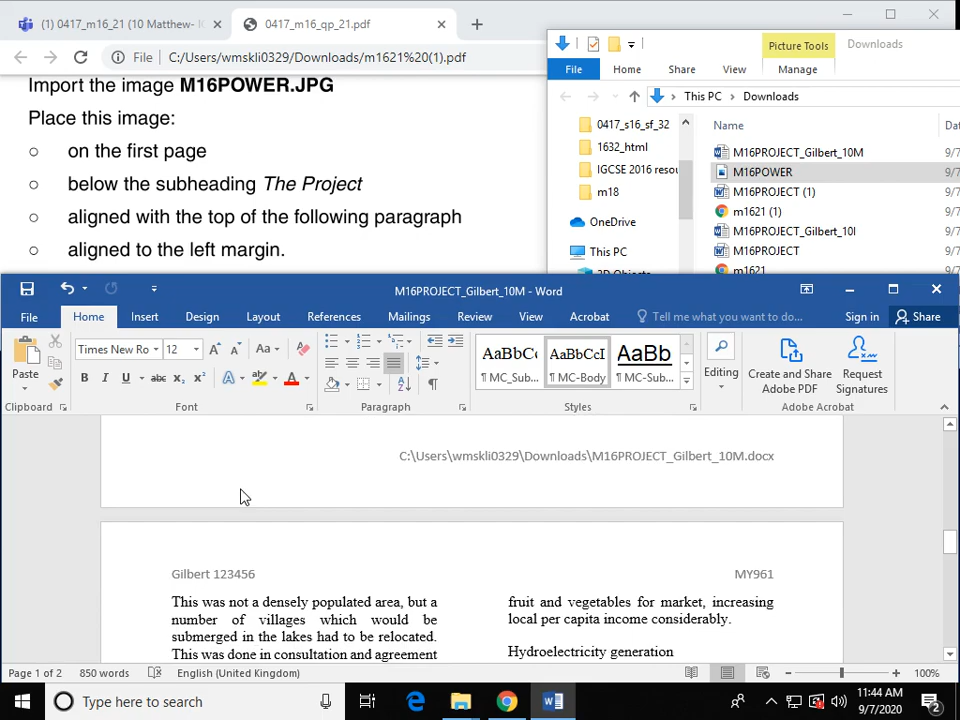 (1) 0417_m16_21 (10 Matthew- I
0417_m16_qp_21.pdf
File
C:/Users/wmskli0329/Downloads/m1621%20(1).pdf
Import the image M16POWER.JPG
Place this image:
○ on the first page
○ below the subheading The Project
○ aligned with the top of the following paragraph
○ aligned to the left margin.
Picture Tools
Downloads
File Home Share View Manage
This PC Downloads
Name
0417_s16_sf_32
1632_html
IGCSE 2016 resou
m18
OneDrive
This PC
3D Objects
M16PROJECT_Gilbert_10M 9/7
M16POWER 9/7
M16PROJECT (1) 9/7
m1621 (1) 9/7
M16PROJECT_Gilbert_10I 9/7
M16PROJECT 9/7
m1621 9/7
M16PROJECT_Gilbert_10M - Word
File Home Insert Design Layout References Mailings Review View Acrobat Tell me what you want to do... Sign in Share
Paste
Clipboard
Times New Ro 12
Font
Paragraph
AaBbC AaBbCcI AaBb
¶ MC_Sub... ¶ MC-Body ¶ MC-Sub...
Styles
Editing
Create and Share Adobe PDF
Request Signatures
Adobe Acrobat
C:\Users\wmskli0329\Downloads\M16PROJECT_Gilbert_10M.docx
Gilbert 123456 MY961
This was not a densely populated area, but a
number of villages which would be
submerged in the lakes had to be relocated.
This was done in consultation and agreement
fruit and vegetables for market, increasing
local per capita income considerably.
Hydroelectricity generation
Page 1 of 2 850 words English (United Kingdom) 100%
Type here to search
11:44 AM
9/7/2020
2